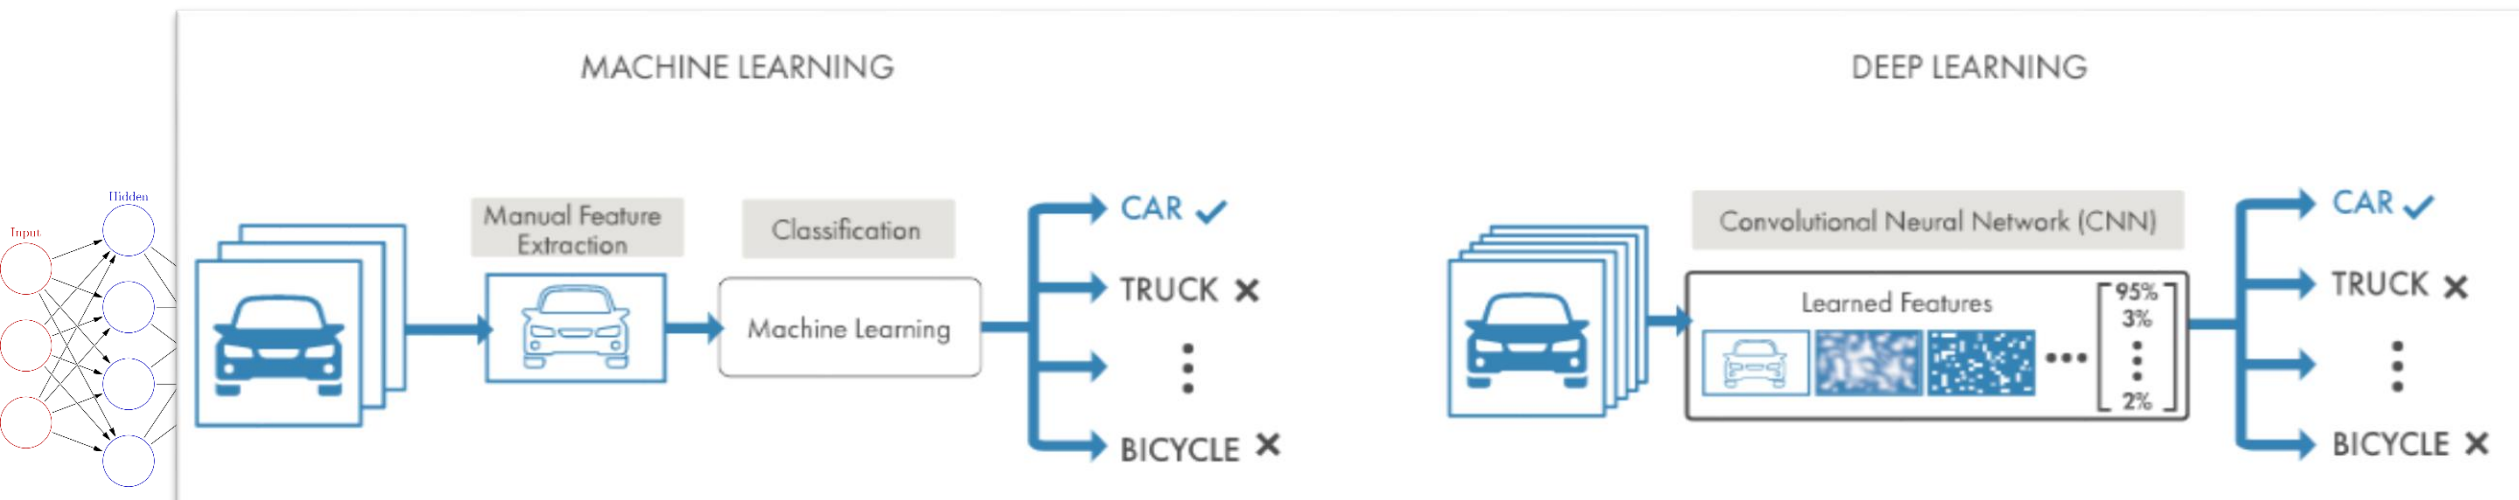 Input
Hidden
MACHINE LEARNING
Manual Feature
Extraction
Classification
Machine Learning
CAR
TRUCK
BICYCLE
DEEP LEARNING
Convolutional Neural Network (CNN)
Learned Features
95%
3%
2%
CAR
TRUCK
BICYCLE